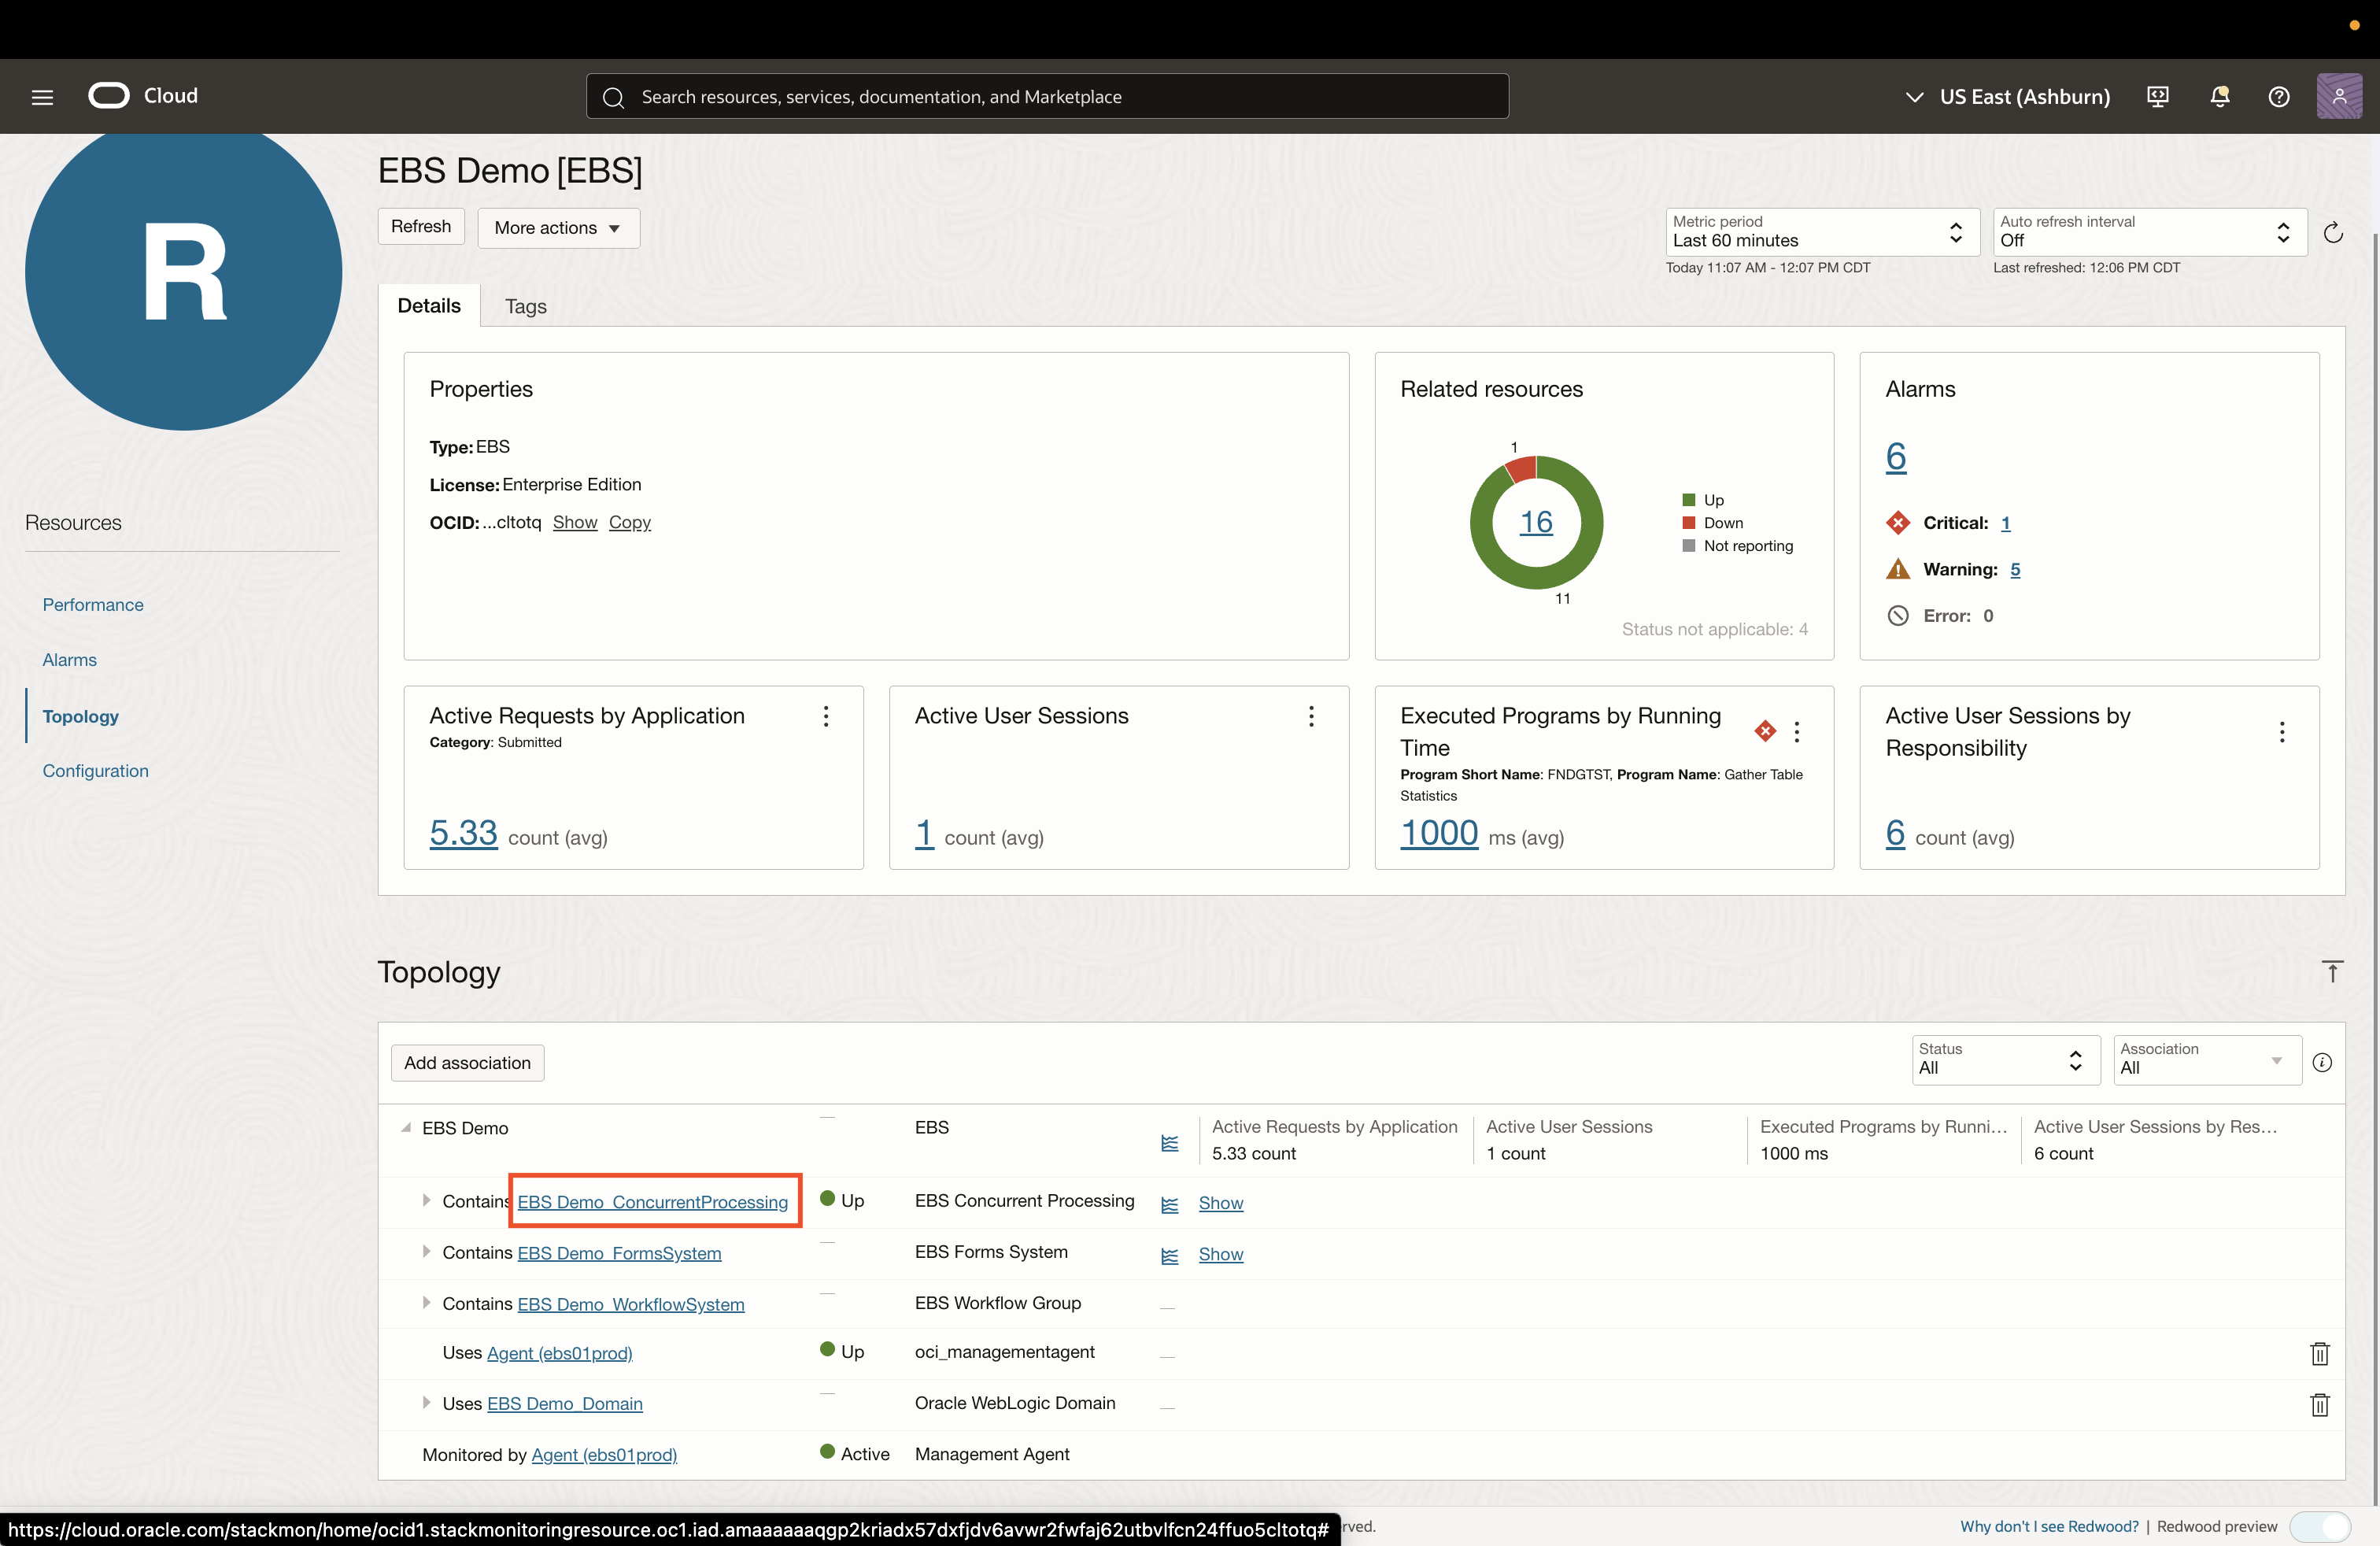 Cloud
Search resources, services, documentation, and Marketplace
US East (Ashburn)
R
EBS Demo [EBS]
Refresh
More actions
Metric period
Last 60 minutes
Today 11:07 AM - 12:07 PM CDT
Auto refresh interval
Off
Last refreshed: 12:06 PM CDT
Details
Tags
Properties
Type: EBS
License: Enterprise Edition
OCID: ...cltotq Show Copy
Related resources
1
16
11
Up
Down
Not reporting
Status not applicable: 4
Alarms
6
Critical: 1
Warning: 5
Error: 0
Resources
Performance
Alarms
Topology
Configuration
Active Requests by Application
Category: Submitted
5.33 count (avg)
Active User Sessions
1 count (avg)
Executed Programs by Running
Time
Program Short Name: FNDGTST, Program Name: Gather Table
Statistics
1000 ms (avg)
Active User Sessions by
Responsibility
6 count (avg)
Topology
Add association
Status
All
Association
All
EBS Demo
EBS
Active Requests by Application
5.33 count
Active User Sessions
1 count
Executed Programs by Runni...
1000 ms
Active User Sessions by Res...
6 count
Contains EBS Demo_ConcurrentProcessing Up EBS Concurrent Processing Show
Contains EBS Demo_FormsSystem EBS Forms System Show
Contains EBS Demo_WorkflowSystem EBS Workflow Group
Uses Agent (ebs01prod) Up oci_managementagent
Uses EBS Demo_Domain Oracle WebLogic Domain
Monitored by Agent (ebs01prod) Active Management Agent
https://cloud.oracle.com/stackmon/home/ocid1.stackmonitoringresource.oc1.iad.amaaaaaaqgp2kriadx57dxfjdv6avwr2fwfaj62utbvlfcn24ffuo5cltotq#
rved.
Why don't I see Redwood? | Redwood preview